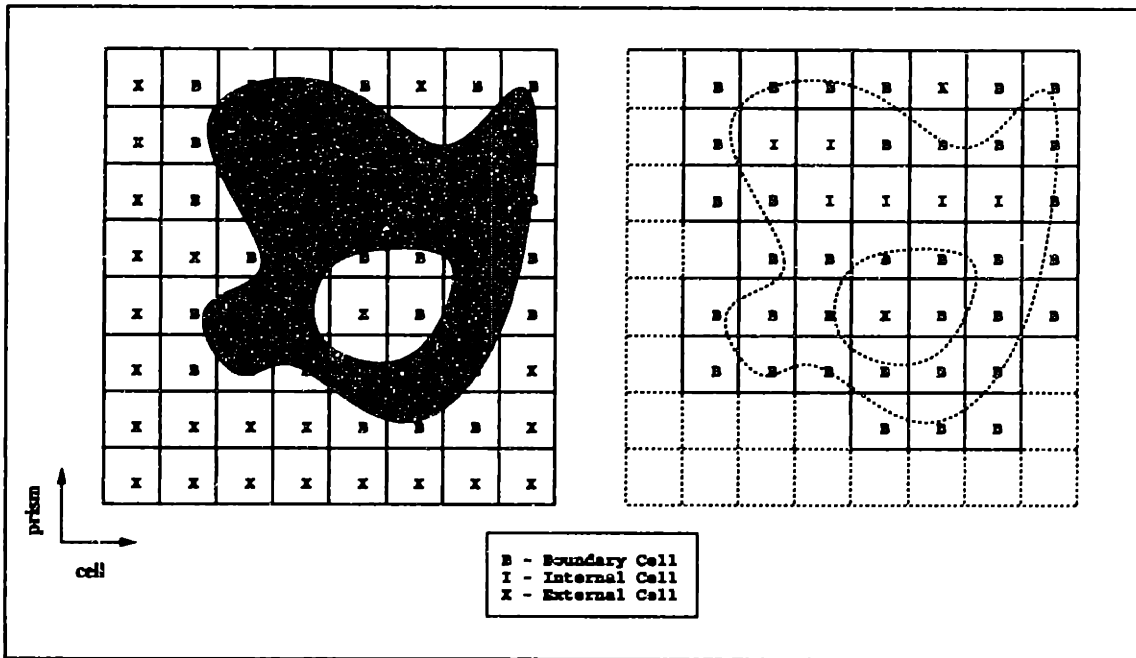 X B B X B B
X B
X B B
X X B B B B
X B X B B
X B X
X X X X B B B X
X X X X X X X X
B B B B X B B
B I I B B B B
B B I I I I B
B B B B B B
B B B X B B B
B B B B B B
B B B
prism
cell
B - Boundary Cell
I - Internal Cell
X - External Cell